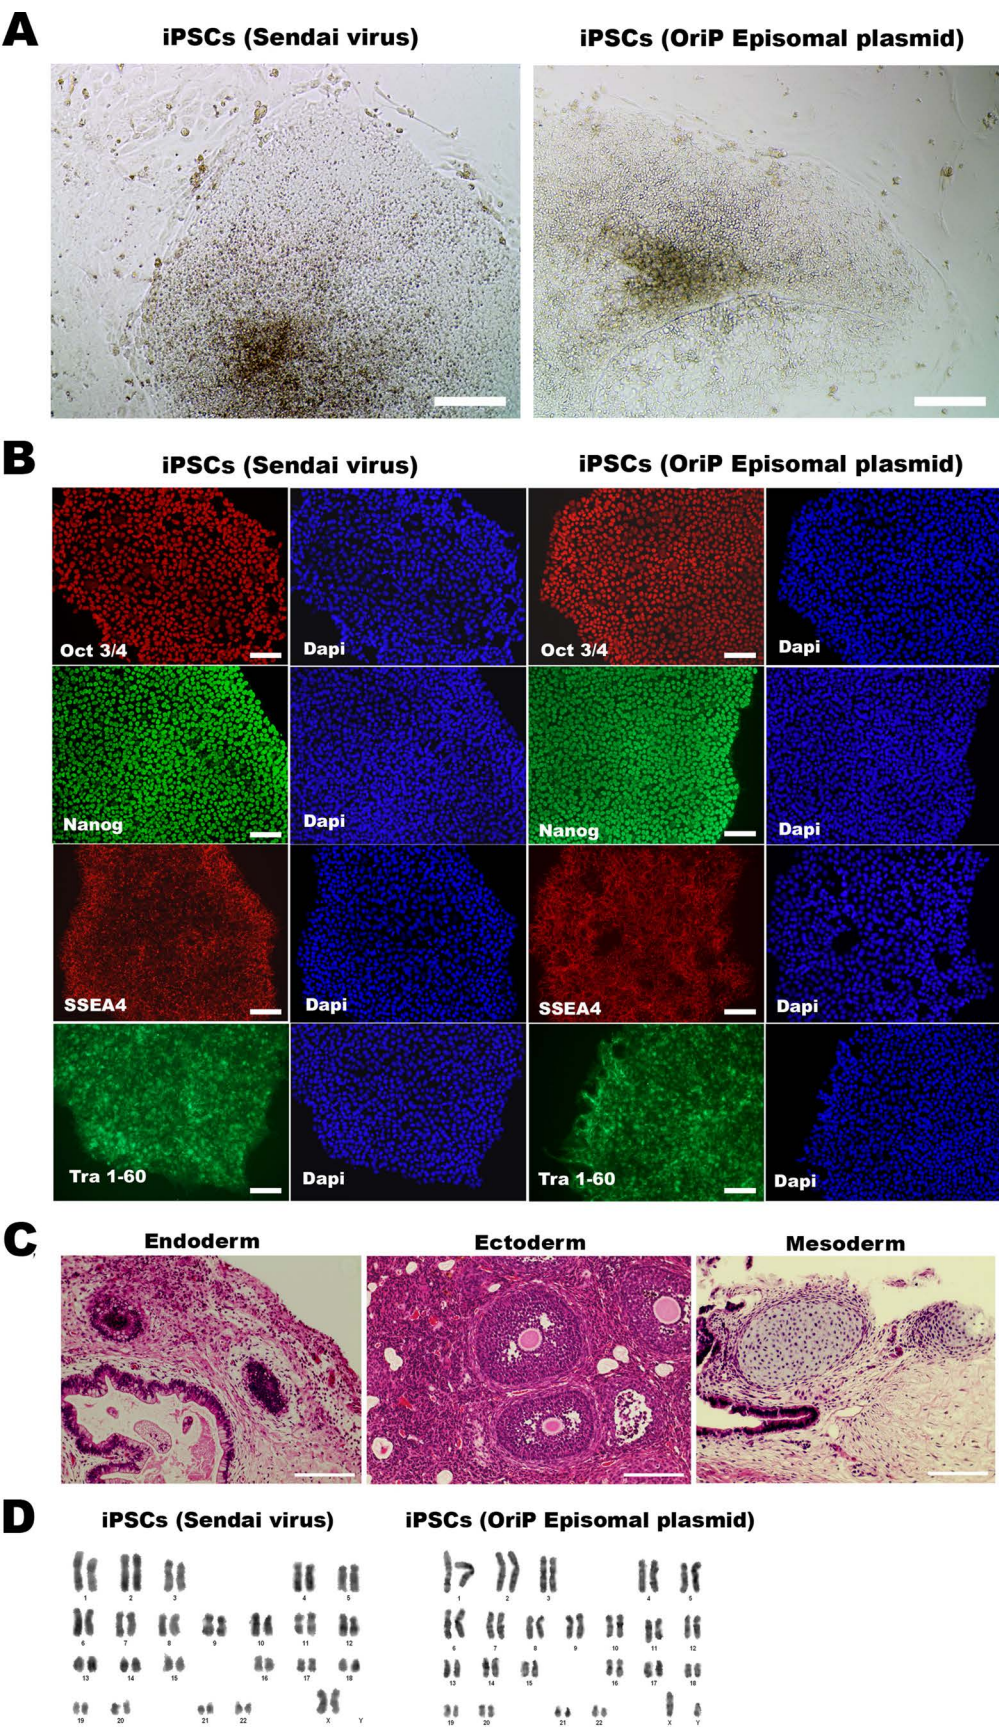 A
iPSCs (Sendai virus)
iPSCs (OriP Episomal plasmid)
B
iPSCs (Sendai virus)
iPSCs (OriP Episomal plasmid)
Oct 3/4
Dapi
Oct 3/4
Dapi
Nanog
Dapi
Nanog
Dapi
SSEA4
Dapi
SSEA4
Dapi
Tra 1-60
Dapi
Tra 1-60
Dapi
C
Endoderm
Ectoderm
Mesoderm
D
iPSCs (Sendai virus)
iPSCs (OriP Episomal plasmid)
1 2 3 4 5
6 7 8 9 10 11 12
13 14 15 16 17 18
19 20 21 22 X Y
1 2 3 4 5
6 7 8 9 10 11 12
13 14 15 16 17 18
19 20 21 22 X Y